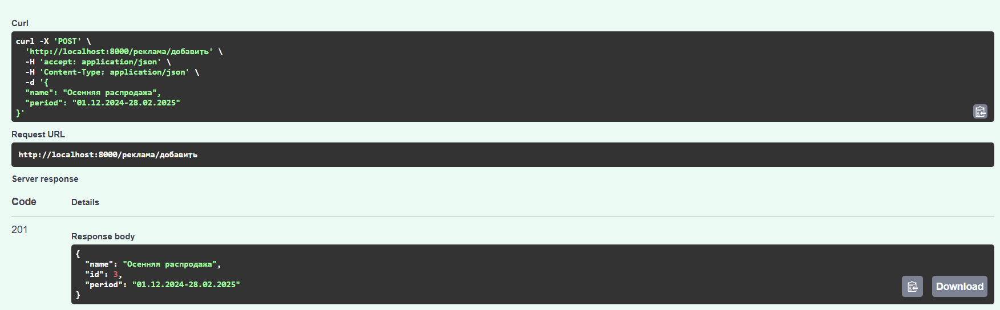 Curl
curl -X 'POST' \
'http://localhost:8000/реклама/добавить' \
-H 'accept: application/json' \
-H 'Content-Type: application/json' \
-d '{
"name": "Осенняя распродажа",
"period": "01.12.2024-28.02.2025"
}'
Request URL
http://localhost:8000/реклама/добавить
Server response
Code Details
201
Response body
{
"name": "Осенняя распродажа",
"id": 3,
"period": "01.12.2024-28.02.2025"
}
Download